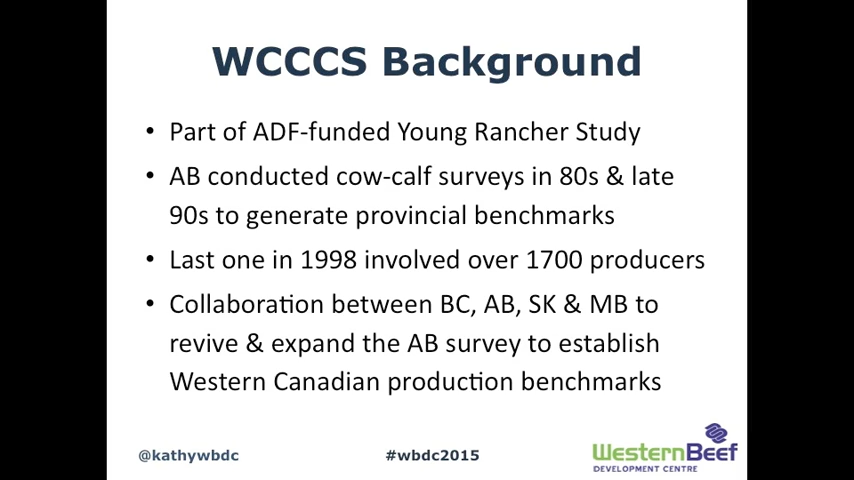 WCCCS Background
• Part of ADF-funded Young Rancher Study
• AB conducted cow-calf surveys in 80s & late
90s to generate provincial benchmarks
• Last one in 1998 involved over 1700 producers
• Collaboration between BC, AB, SK & MB to
revive & expand the AB survey to establish
Western Canadian production benchmarks
@kathywbdc
#wbdc2015
WesternBeef
DEVELOPMENT CENTRE